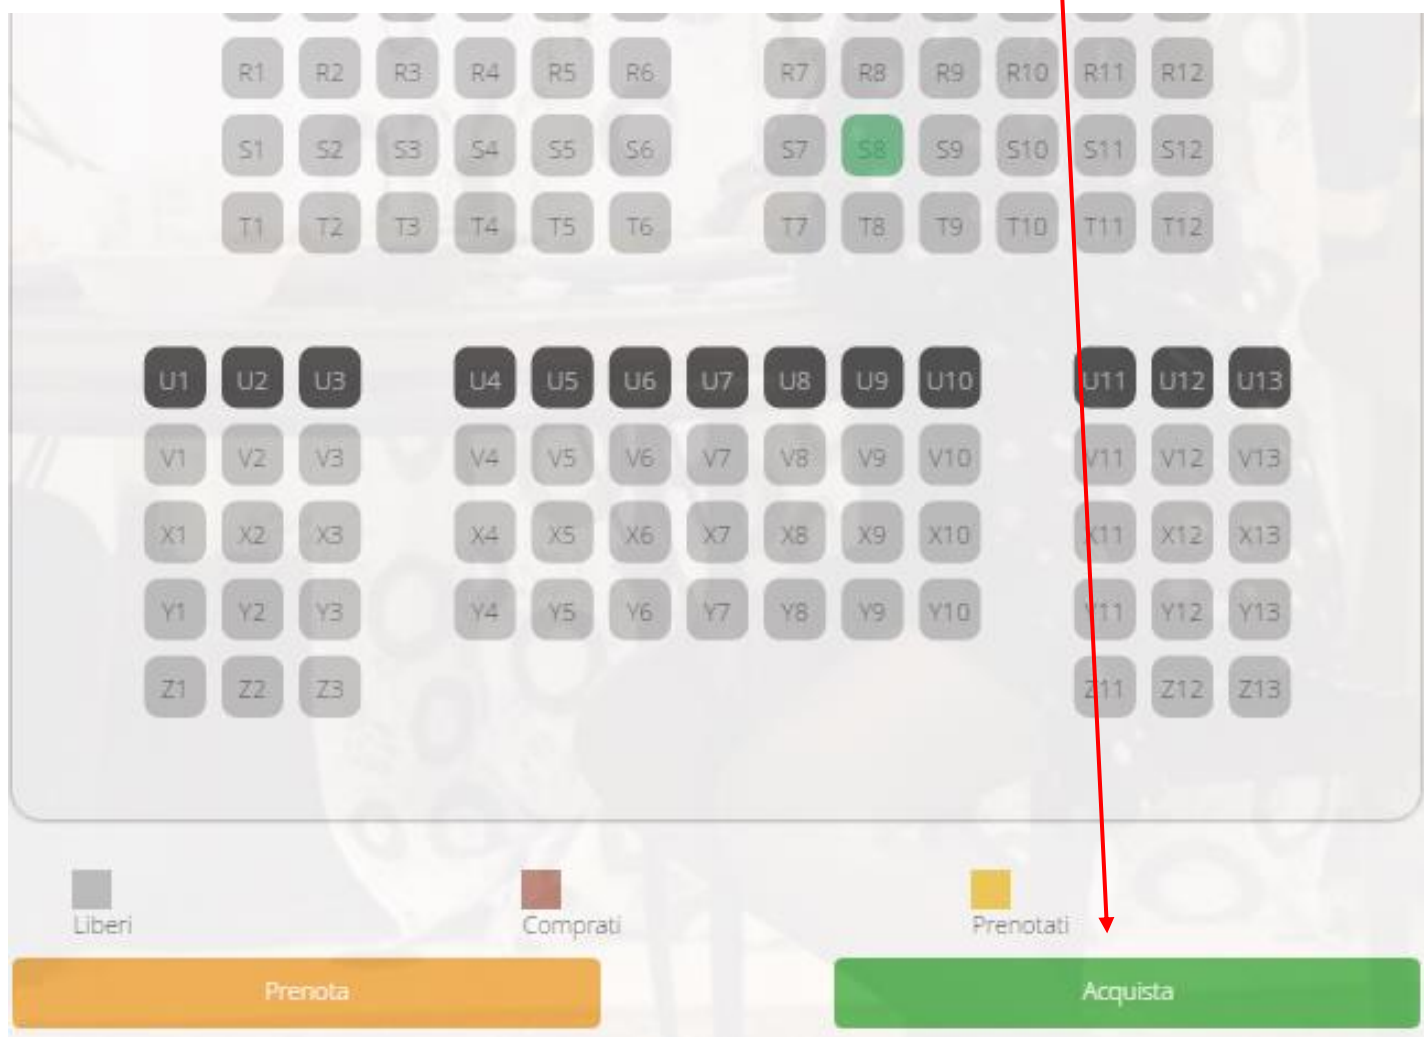 R1 R2 R3 R4 R5 R6 R7 R8 R9 R10 R11 R12
S1 S2 S3 S4 S5 S6 S7 S8 S9 S10 S11 S12
T1 T2 T3 T4 T5 T6 T7 T8 T9 T10 T11 T12
U1 U2 U3 U4 U5 U6 U7 U8 U9 U10 U11 U12 U13
V1 V2 V3 V4 V5 V6 V7 V8 V9 V10 V11 V12 V13
X1 X2 X3 X4 X5 X6 X7 X8 X9 X10 X11 X12 X13
Y1 Y2 Y3 Y4 Y5 Y6 Y7 Y8 Y9 Y10 Y11 Y12 Y13
Z1 Z2 Z3 Z11 Z12 Z13
Liberi Comprati Prenotati
Prenota Acquista